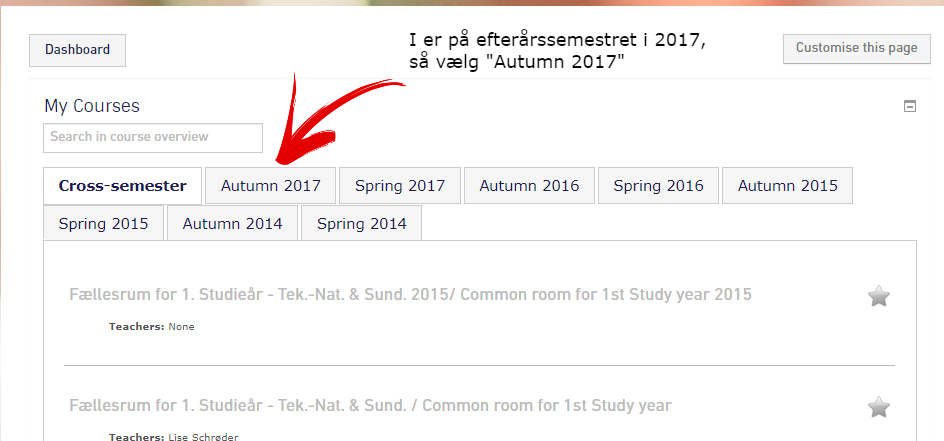 Dashboard
I er på efterårssemestret i 2017,
så vælg "Autumn 2017"
Customise this page
My Courses
Search in course overview
Cross-semester Autumn 2017 Spring 2017 Autumn 2016 Spring 2016 Autumn 2015
Spring 2015 Autumn 2014 Spring 2014
Fællesrum for 1. Studieår - Tek.-Nat. & Sund. 2015/ Common room for 1st Study year 2015
Teachers: None
Fællesrum for 1. Studieår - Tek.-Nat. & Sund. / Common room for 1st Study year
Teachers: Lise Schrøder